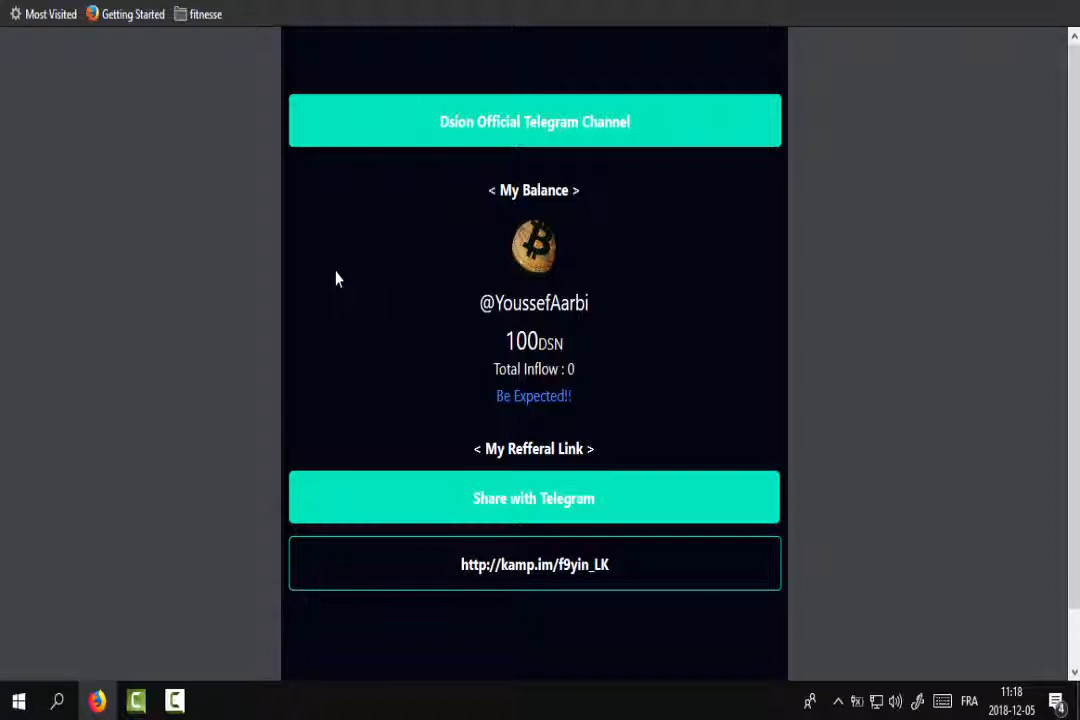 Most Visited Getting Started fitnesse
Dsion Official Telegram Channel
< My Balance >
@YoussefAarbi
100DSN
Total Inflow : 0
Be Expected!!
< My Refferal Link >
Share with Telegram
http://kamp.im/f9yin_LK
FRA
11:18
2018-12-05
4